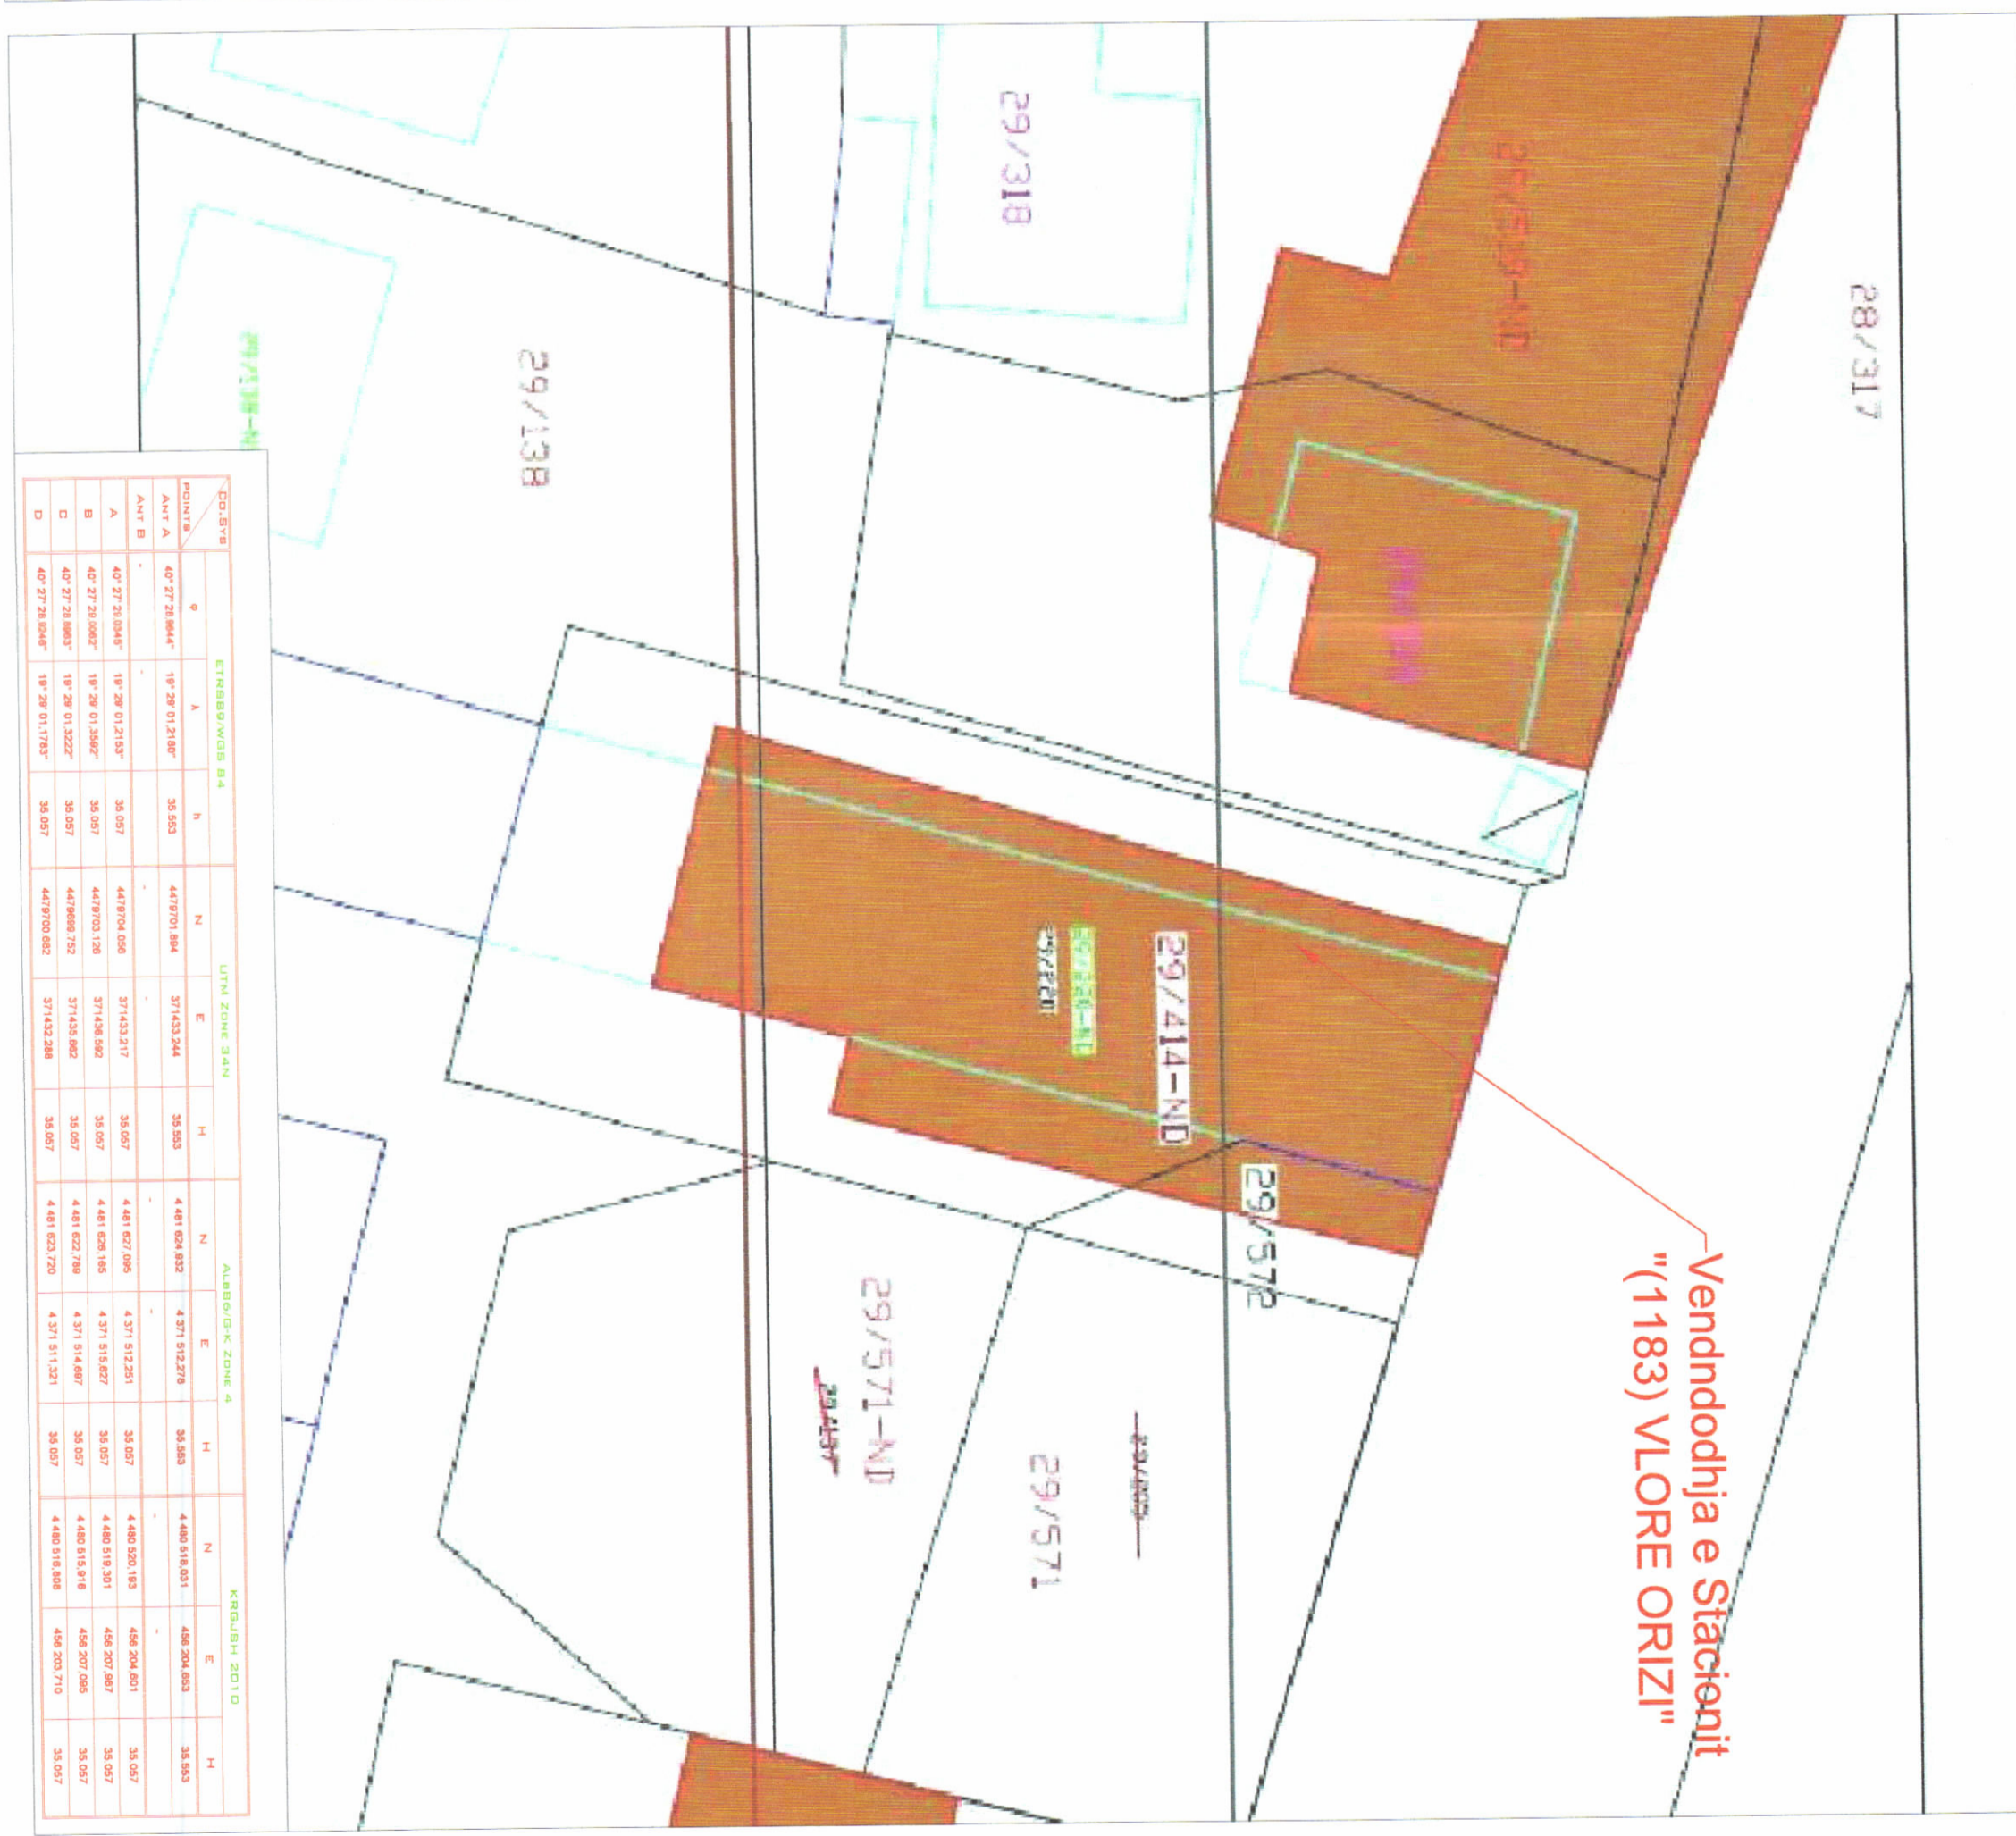 28/317
Vendndodhja e Stacionit
"(1183) VLORE ORIZI"
29/318
29/138
29/414-ND
29/572
29/571-ND
29/571
CO.SYS POINTS ETRS89/WGS 84 UTM ZONE 34N ALB86/G-K ZONE 4 KRGJSH 2010
φ λ h N E H N E H N E H
ANT A 40° 27' 28.9644" 19° 29' 01,2180" 35.553 4479701.894 371433.244 35.553 4 481 624,932 4 371 512,278 35.553 4 480 518,031 456 204,653 35.553
ANT B - - - - - - - -
A 40° 27' 29.0345" 19° 29' 01,2153" 35.057 4479704.056 371433.217 35.057 4 481 627,095 4 371 512,251 35.057 4 480 520,193 456 204,601 35.057
B 40° 27' 29.0062" 19° 29' 01,3592" 35.057 4479703.126 371436.592 35.057 4 481 626,165 4 371 515,627 35.057 4 480 519,301 456 207,987 35.057
C 40° 27' 28.8963" 19° 29' 01,3222" 35.057 4479699.752 371435.662 35.057 4 481 622,789 4 371 514,697 35.057 4 480 515,916 456 207,095 35.057
D 40° 27' 28.9246" 19° 29' 01,1783" 35.057 4479700.682 371432.288 35.057 4 481 623,720 4 371 511,321 35.057 4 480 516,808 456 203,710 35.057